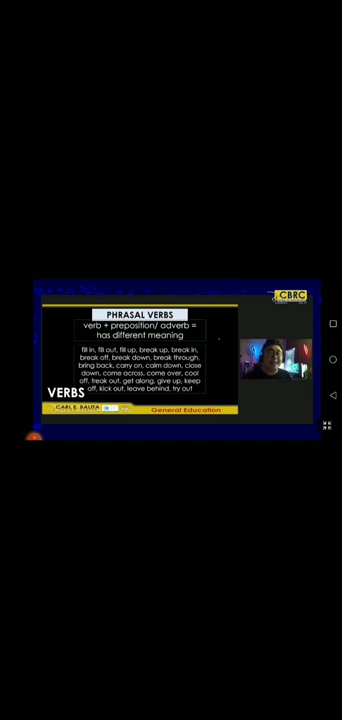 CBRC
PHRASAL VERBS
verb + preposition/ adverb =
has different meaning
fill in, fill out, fill up, break up, break in,
break off, break down, break through,
bring back, carry on, calm down, close
down, come across, come over, cool
off, freak out, get along, give up, keep
off, kick out, leave behind, try out
VERBS
CARL E. BALITA
General Education